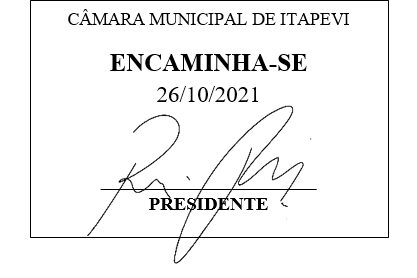 CÂMARA MUNICIPAL DE ITAPEVI
ENCAMINHA-SE
26/10/2021
PRESIDENTE